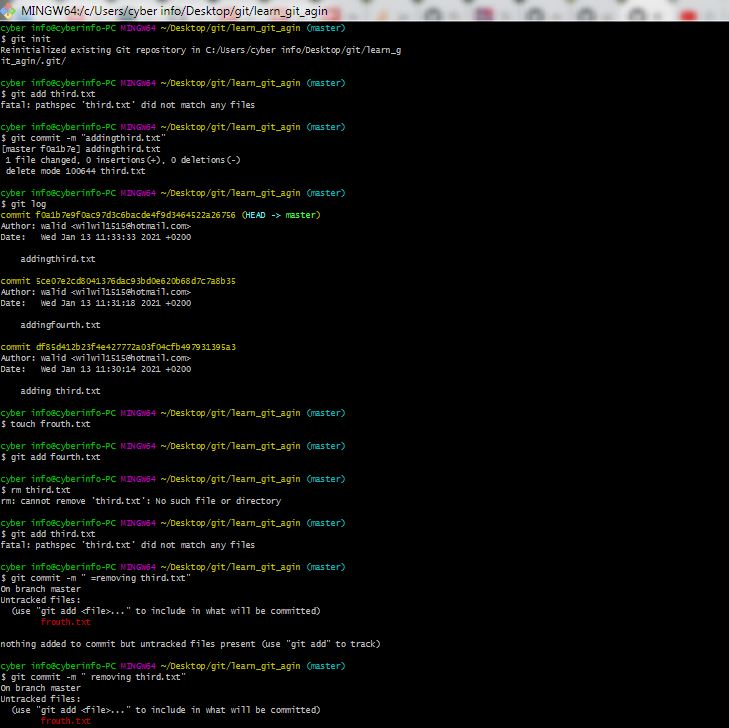 MINGW64:/c/Users/cyber info/Desktop/git/learn_git_agin
cyber info@cyberinfo-PC MINGW64 ~/Desktop/git/learn_git_agin (master)
$ git init
Reinitialized existing Git repository in C:/Users/cyber info/Desktop/git/learn_g
it_agin/.git/
cyber info@cyberinfo-PC MINGW64 ~/Desktop/git/learn_git_agin (master)
$ git add third.txt
fatal: pathspec 'third.txt' did not match any files
cyber info@cyberinfo-PC MINGW64 ~/Desktop/git/learn_git_agin (master)
$ git commit -m "addingthird.txt"
[master f0a1b7e] addingthird.txt
1 file changed, 0 insertions(+), 0 deletions(-)
delete mode 100644 third.txt
cyber info@cyberinfo-PC MINGW64 ~/Desktop/git/learn_git_agin (master)
$ git log
commit f0a1b7e9f0ac97d3c6bacde4f9d3464522a26756 (HEAD -> master)
Author: walid <wilwil1515@hotmail.com>
Date: Wed Jan 13 11:33:33 2021 +0200
addingthird.txt
commit 5ce07e2cd8041376dac93bd0e620b68d7c7a8b35
Author: walid <wilwil1515@hotmail.com>
Date: Wed Jan 13 11:31:18 2021 +0200
addingfourth.txt
commit df85d412b23f4e427772a03f04cfb497931395a3
Author: walid <wilwil1515@hotmail.com>
Date: Wed Jan 13 11:30:14 2021 +0200
adding third.txt
cyber info@cyberinfo-PC MINGW64 ~/Desktop/git/learn_git_agin (master)
$ touch frouth.txt
cyber info@cyberinfo-PC MINGW64 ~/Desktop/git/learn_git_agin (master)
$ git add fourth.txt
cyber info@cyberinfo-PC MINGW64 ~/Desktop/git/learn_git_agin (master)
$ rm third.txt
rm: cannot remove 'third.txt': No such file or directory
cyber info@cyberinfo-PC MINGW64 ~/Desktop/git/learn_git_agin (master)
$ git add third.txt
fatal: pathspec 'third.txt' did not match any files
cyber info@cyberinfo-PC MINGW64 ~/Desktop/git/learn_git_agin (master)
$ git commit -m " =removing third.txt"
On branch master
Untracked files:
(use "git add <file>..." to include in what will be committed)
frouth.txt
nothing added to commit but untracked files present (use "git add" to track)
cyber info@cyberinfo-PC MINGW64 ~/Desktop/git/learn_git_agin (master)
$ git commit -m " removing third.txt"
On branch master
Untracked files:
(use "git add <file>..." to include in what will be committed)
frouth.txt